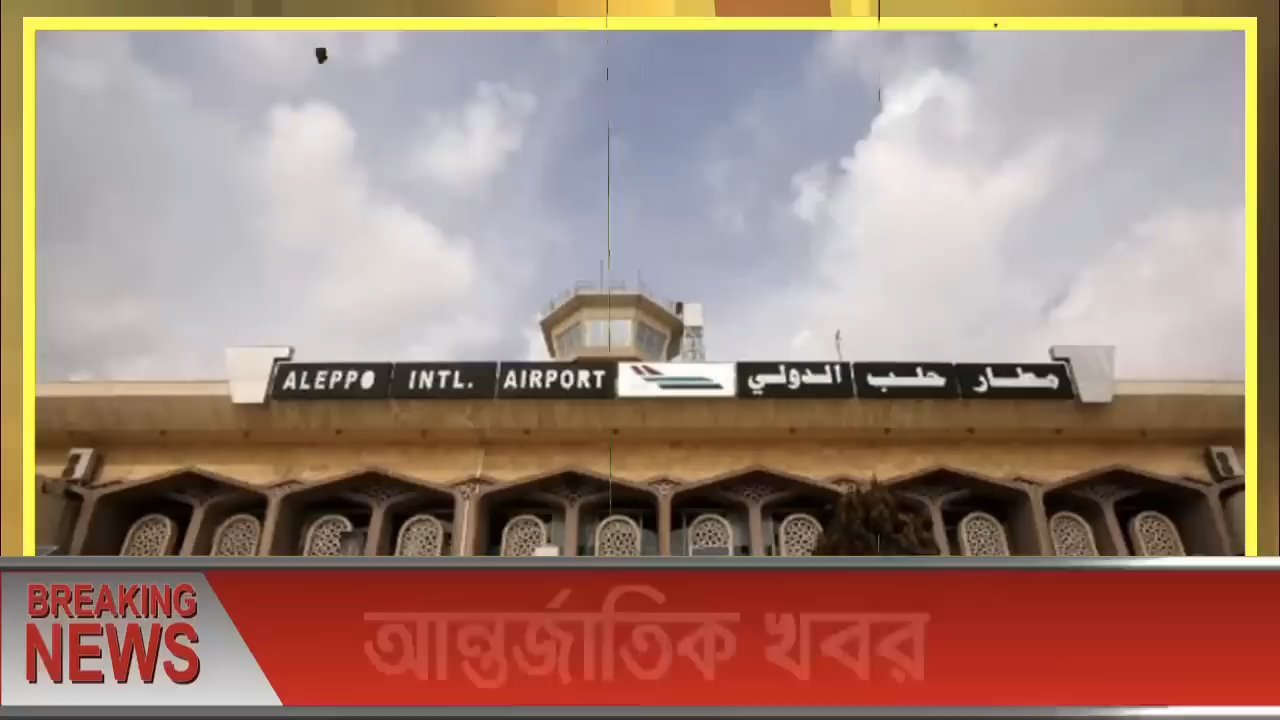 ALEPPO INTL. AIRPORT مطار حلب الدولي
BREAKING
NEWS
আন্তর্জাতিক খবর